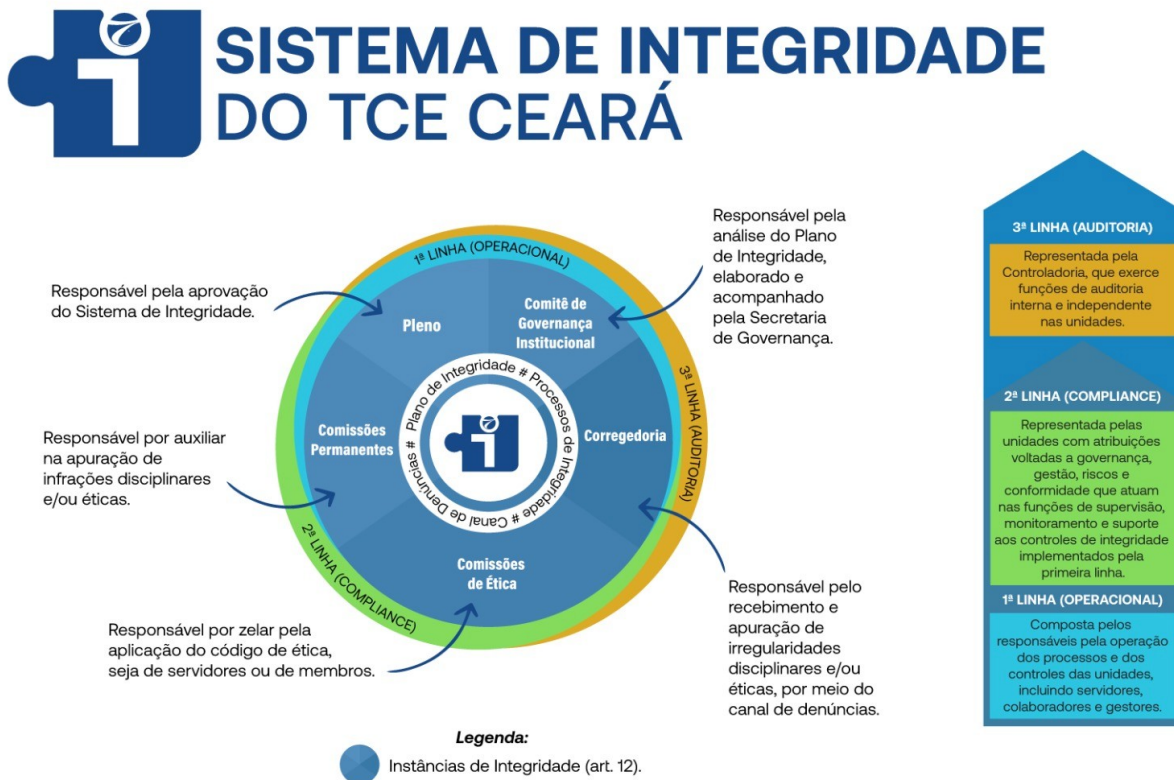 SISTEMA DE INTEGRIDADE
DO TCE CEARÁ
Responsável pela aprovação
do Sistema de Integridade.
Responsável por auxiliar
na apuração de
infrações disciplinares
e/ou éticas.
Responsável por zelar pela
aplicação do código de ética,
seja de servidores ou de membros.
1ª LINHA (OPERACIONAL)
2ª LINHA (COMPLIANCE)
3ª LINHA (AUDITORIA)
Pleno
Comitê de
Governança
Institucional
Comissões
Permanentes
Corregedoria
Comissões
de Ética
Plano de Integridade # Processos de Integridade # Canal de Denúncias #
i
Responsável pela
análise do Plano
de Integridade,
elaborado e
acompanhado
pela Secretaria
de Governança.
Responsável pelo
recebimento e
apuração de
irregularidades
disciplinares e/ou
éticas, por meio do
canal de denúncias.
Legenda:
Instâncias de Integridade (art. 12).
3ª LINHA (AUDITORIA)
Representada pela
Controladoria, que exerce
funções de auditoria
interna e independente
nas unidades.
2ª LINHA (COMPLIANCE)
Representada pelas
unidades com atribuições
voltadas a governança,
gestão, riscos e
conformidade que atuam
nas funções de supervisão,
monitoramento e suporte
aos controles de integridade
implementados pela
primeira linha.
1ª LINHA (OPERACIONAL)
Composta pelos
responsáveis pela operação
dos processos e dos
controles das unidades,
incluindo servidores,
colaboradores e gestores.